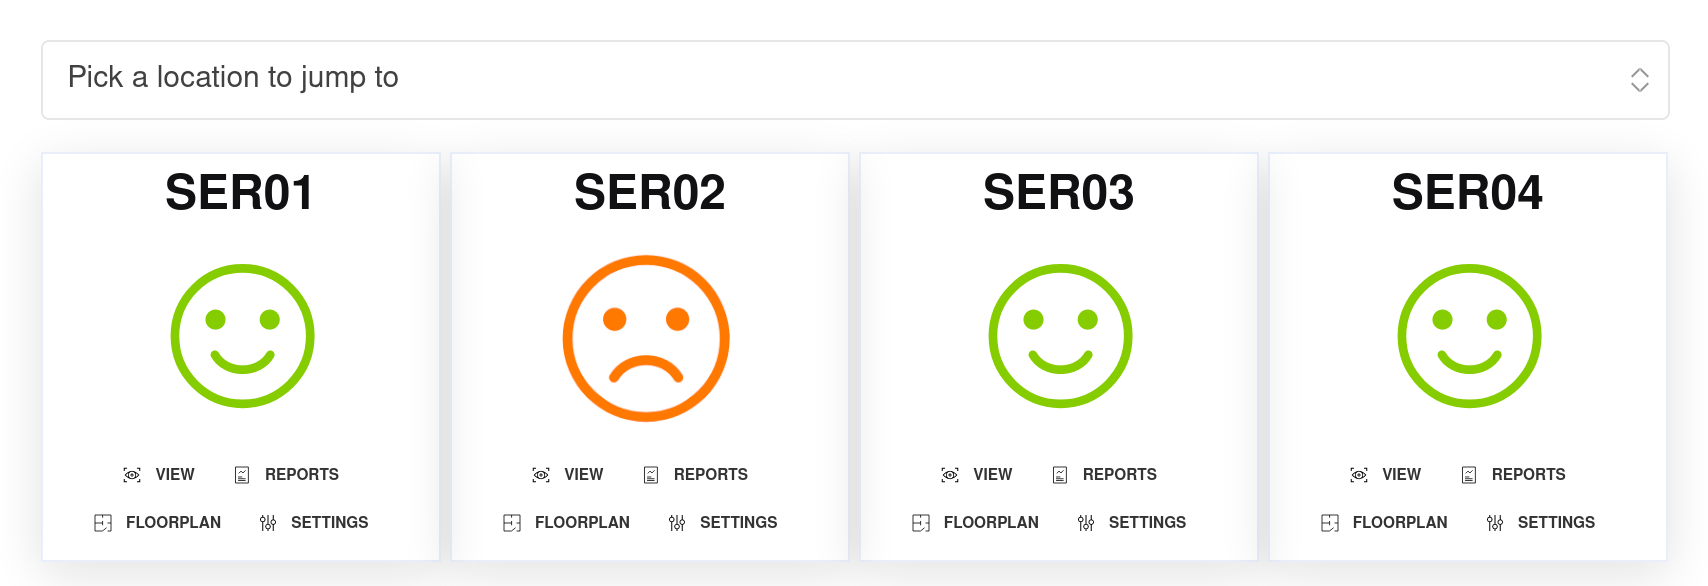 Pick a location to jump to
SER01
SER02
SER03
SER04
VIEW REPORTS
FLOORPLAN SETTINGS
VIEW REPORTS
FLOORPLAN SETTINGS
VIEW REPORTS
FLOORPLAN SETTINGS
VIEW REPORTS
FLOORPLAN SETTINGS